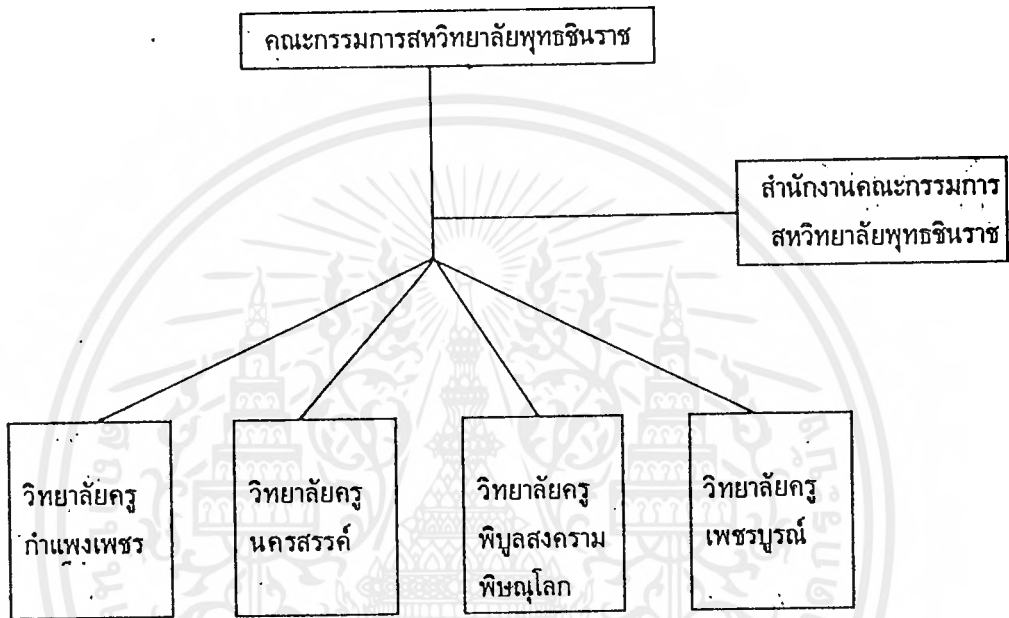 คณะกรรมการสหวิทยาลัยพุทธชินราช
สำนักงานคณะกรรมการ
สหวิทยาลัยพุทธชินราช
วิทยาลัยครู
กำแพงเพชร
วิทยาลัยครู
นครสรรค์
วิทยาลัยครู
พิบูลสงคราม
พิษณุโลก
วิทยาลัยครู
เพชรบูรณ์